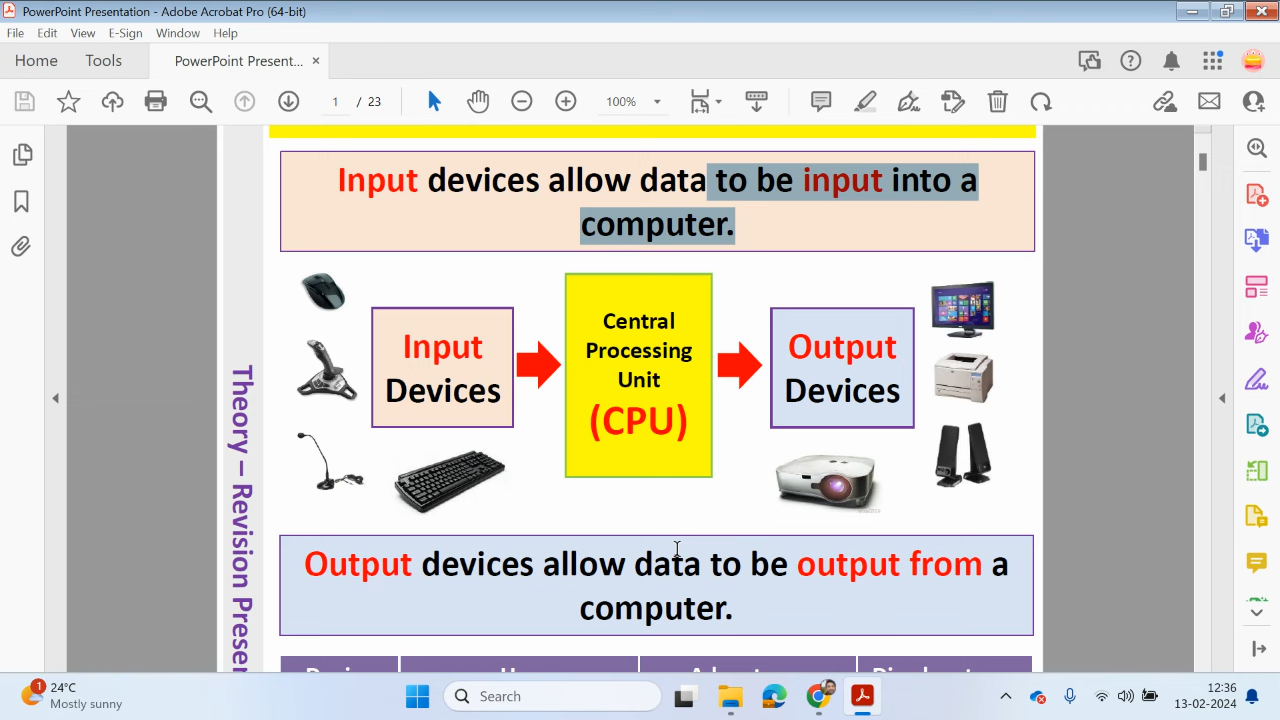 PowerPoint Presentation - Adobe Acrobat Pro (64-bit)
File Edit View E-Sign Window Help
Home Tools PowerPoint Present... ×
1 / 23 100%
Input devices allow data to be input into a
computer.
Input
Devices
Central
Processing
Unit
(CPU)
Output
Devices
Theory – Revision Presen
Output devices allow data to be output from a
computer.
24°C
Mostly sunny
1
Search
12:36
13-02-2024